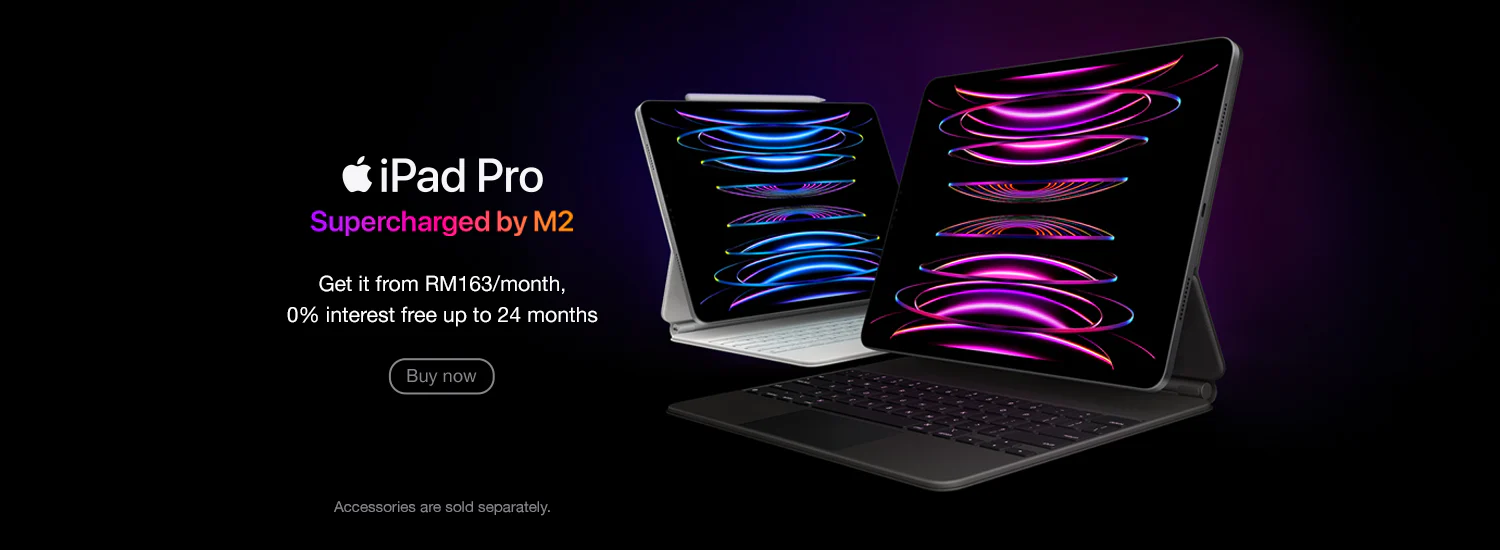 iPad Pro
Supercharged by M2
Get it from RM163/month,
0% interest free up to 24 months
Buy now
Accessories are sold separately.